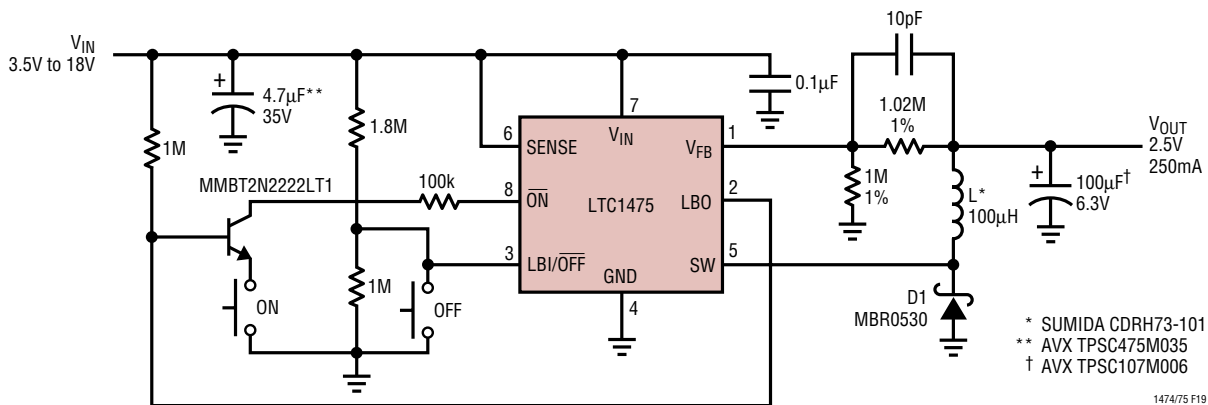 V_IN
3.5V to 18V
1M
+
4.7µF**
35V
1.8M
MMBT2N2222LT1
100k
ON
1M
OFF
6
SENSE
8
O̅N̅
3
LBI/O̅F̅F̅
7
V_IN
LTC1475
GND
4
V_FB
1
LBO
2
SW
5
0.1µF
10pF
1.02M
1%
1M
1%
L*
100µH
+
100µF†
6.3V
V_OUT
2.5V
250mA
D1
MBR0530
* SUMIDA CDRH73-101
** AVX TPSC475M035
† AVX TPSC107M006
1474/75 F19